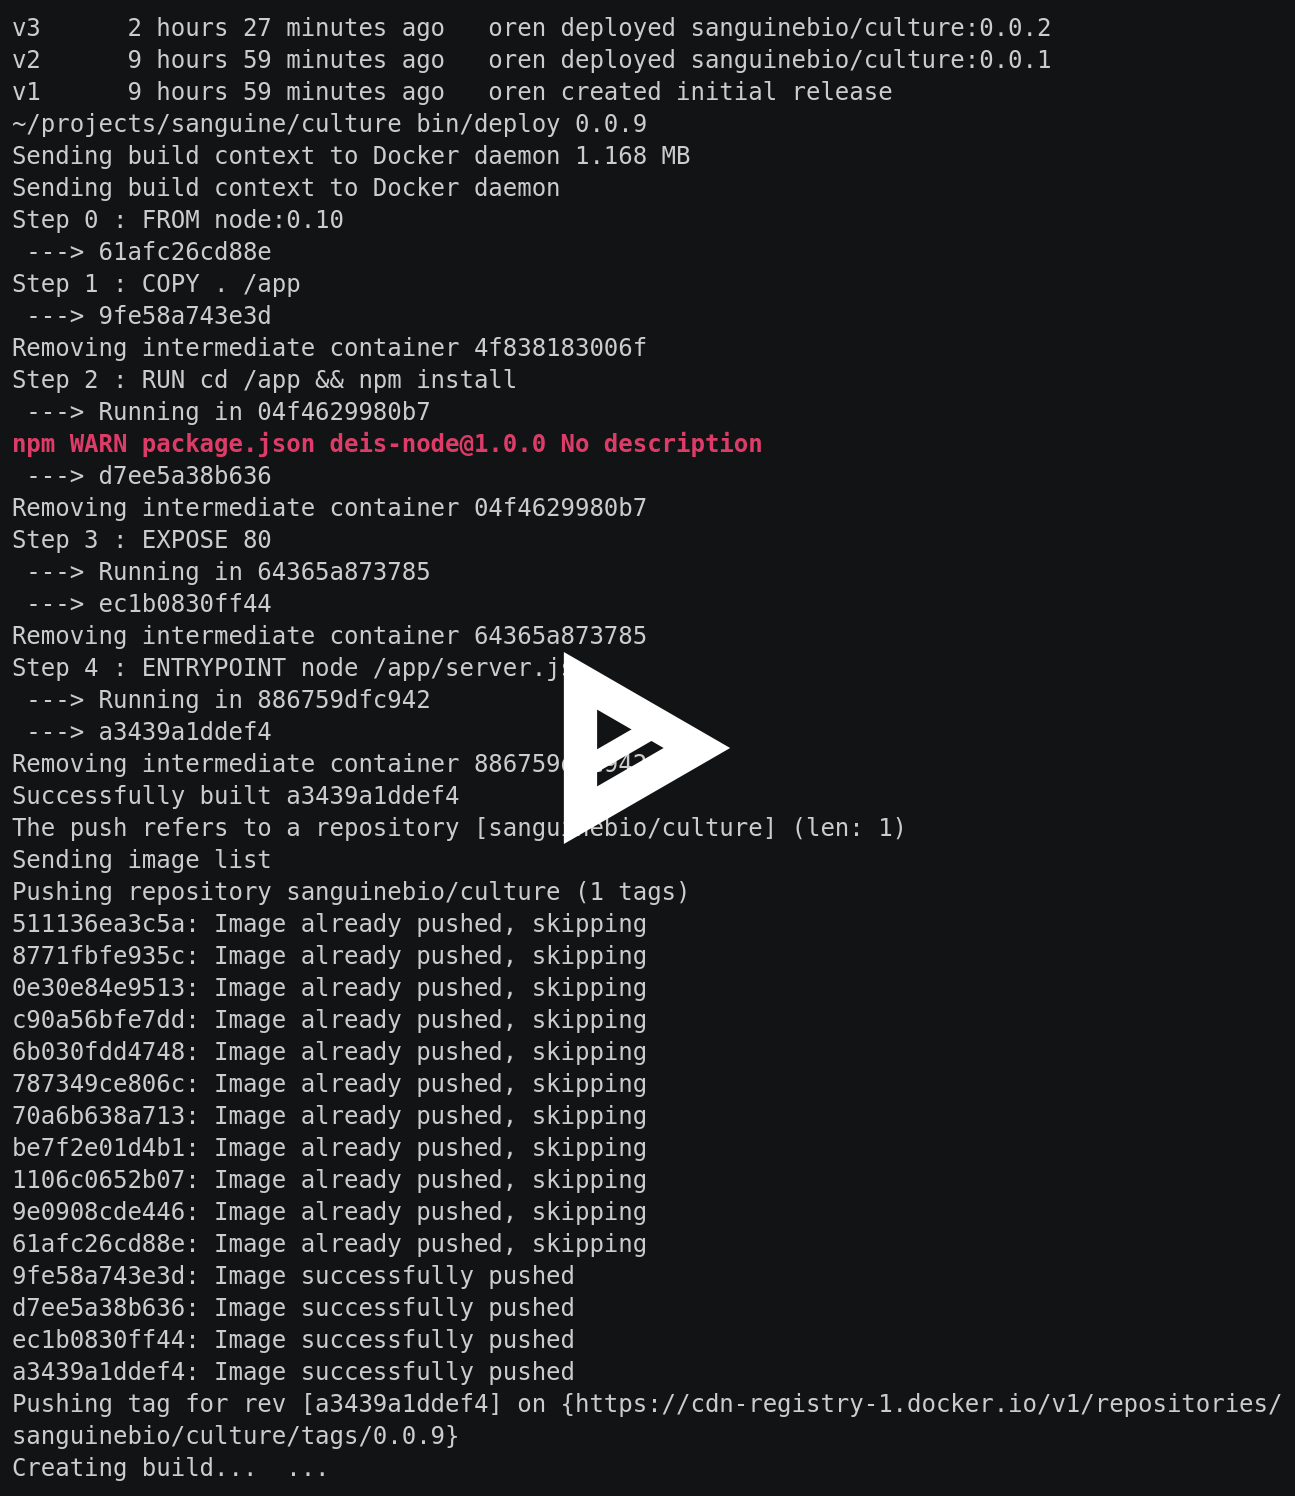 v3      2 hours 27 minutes ago   oren deployed sanguinebio/culture:0.0.2
v2      9 hours 59 minutes ago   oren deployed sanguinebio/culture:0.0.1
v1      9 hours 59 minutes ago   oren created initial release
~/projects/sanguine/culture bin/deploy 0.0.9
Sending build context to Docker daemon 1.168 MB
Sending build context to Docker daemon
Step 0 : FROM node:0.10
 ---> 61afc26cd88e
Step 1 : COPY . /app
 ---> 9fe58a743e3d
Removing intermediate container 4f838183006f
Step 2 : RUN cd /app && npm install
 ---> Running in 04f4629980b7
npm WARN package.json deis-node@1.0.0 No description
 ---> d7ee5a38b636
Removing intermediate container 04f4629980b7
Step 3 : EXPOSE 80
 ---> Running in 64365a873785
 ---> ec1b0830ff44
Removing intermediate container 64365a873785
Step 4 : ENTRYPOINT node /app/server.js
 ---> Running in 886759dfc942
 ---> a3439a1ddef4
Removing intermediate container 886759dfc942
Successfully built a3439a1ddef4
The push refers to a repository [sanguinebio/culture] (len: 1)
Sending image list
Pushing repository sanguinebio/culture (1 tags)
511136ea3c5a: Image already pushed, skipping
8771fbfe935c: Image already pushed, skipping
0e30e84e9513: Image already pushed, skipping
c90a56bfe7dd: Image already pushed, skipping
6b030fdd4748: Image already pushed, skipping
787349ce806c: Image already pushed, skipping
70a6b638a713: Image already pushed, skipping
be7f2e01d4b1: Image already pushed, skipping
1106c0652b07: Image already pushed, skipping
9e0908cde446: Image already pushed, skipping
61afc26cd88e: Image already pushed, skipping
9fe58a743e3d: Image successfully pushed
d7ee5a38b636: Image successfully pushed
ec1b0830ff44: Image successfully pushed
a3439a1ddef4: Image successfully pushed
Pushing tag for rev [a3439a1ddef4] on {https://cdn-registry-1.docker.io/v1/repositories/
sanguinebio/culture/tags/0.0.9}
Creating build...  ...